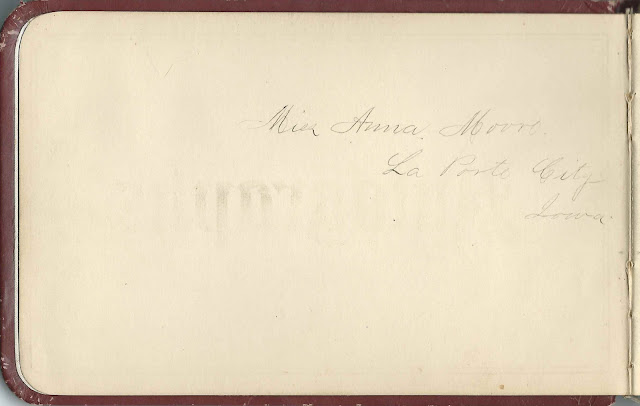 Miss Anna Moore.
La Porte City
Iowa.